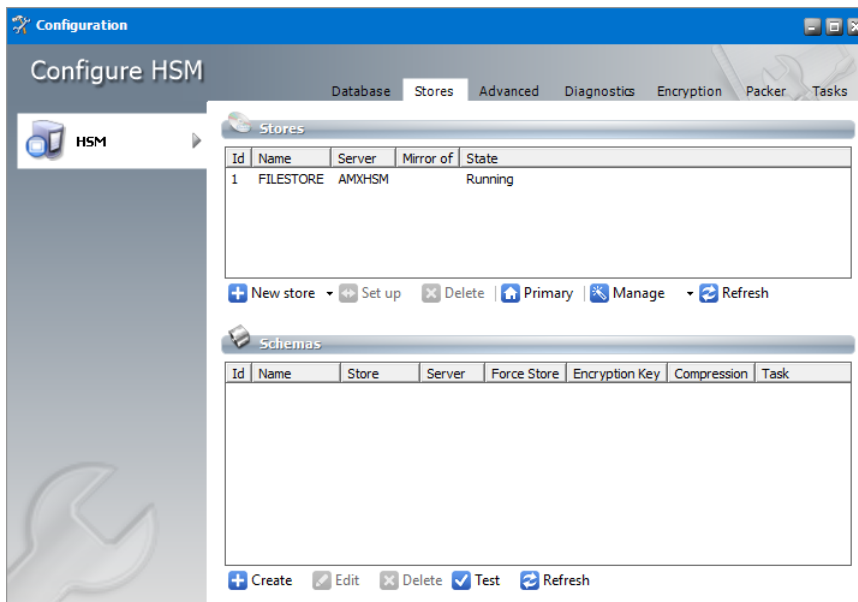 Configuration
Configure HSM
Database Stores Advanced Diagnostics Encryption Packer Tasks
HSM
Stores
Id Name Server Mirror of State
1 FILESTORE AMXHSM Running
New store Set up Delete Primary Manage Refresh
Schemas
Id Name Store Server Force Store Encryption Key Compression Task
Create Edit Delete Test Refresh